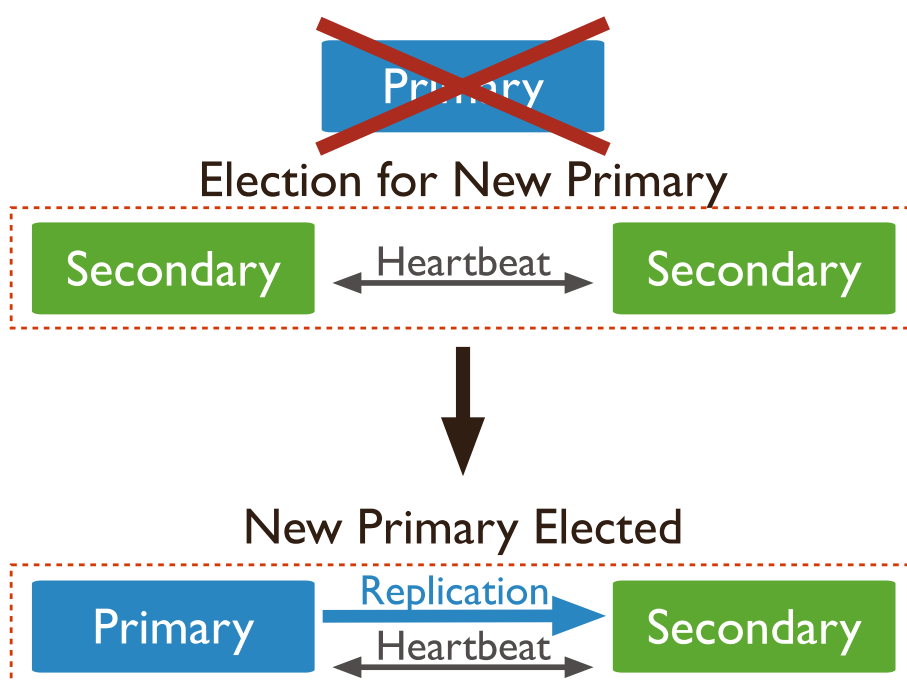 Primary
Election for New Primary
Secondary
Heartbeat
Secondary
New Primary Elected
Primary
Replication
Heartbeat
Secondary